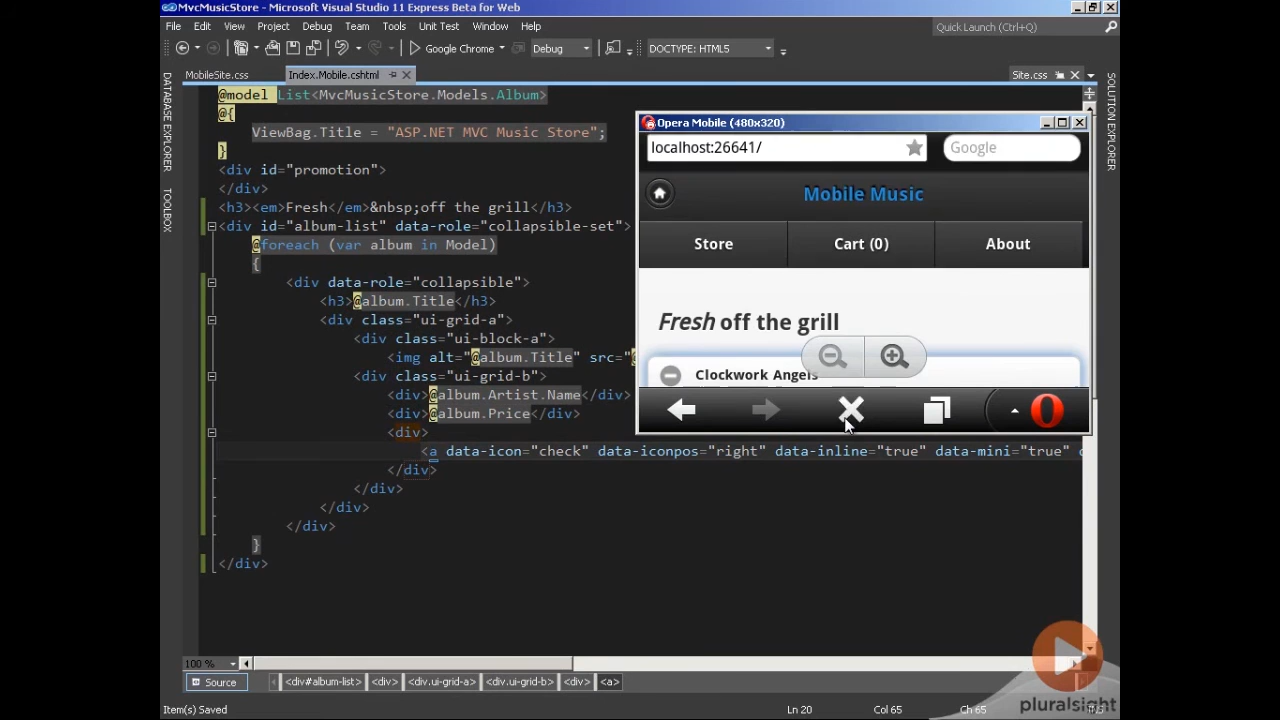 MvcMusicStore - Microsoft Visual Studio 11 Express Beta for Web
File Edit View Project Debug Team Tools Unit Test Window Help
Quick Launch (Ctrl+Q)
Google Chrome Debug DOCTYPE: HTML5
MobileSite.css Index.Mobile.cshtml Site.css
DATABASE EXPLORER
TOOLBOX
SOLUTION EXPLORER
@model List<MvcMusicStore.Models.Album>
@{
ViewBag.Title = "ASP.NET MVC Music Store";
}
<div id="promotion">
</div>
<h3><em>Fresh</em>&nbsp;off the grill</h3>
<div id="album-list" data-role="collapsible-set">
@foreach (var album in Model)
{
<div data-role="collapsible">
<h3>@album.Title</h3>
<div class="ui-grid-a">
<div class="ui-block-a">
<img alt="@album.Title" src="
<div class="ui-grid-b">
<div>@album.Artist.Name</div>
<div>@album.Price</div>
<div>
<a data-icon="check" data-iconpos="right" data-inline="true" data-mini="true"
</div>
</div>
</div>
</div>
}
</div>
Opera Mobile (480x320)
localhost:26641/ Google
Mobile Music
Store Cart (0) About
Fresh off the grill
Clockwork Angels
100 %
Source <div#album-list> <div> <div.ui-grid-a> <div.ui-grid-b> <div> <a>
Item(s) Saved Ln 20 Col 65 Ch 65
pluralsight